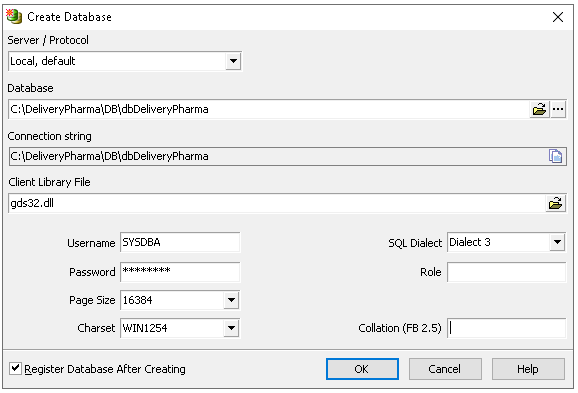 Create Database
Server / Protocol
Local, default
Database
C:\DeliveryPharma\DB\dbDeliveryPharma
Connection string
C:\DeliveryPharma\DB\dbDeliveryPharma
Client Library File
gds32.dll
Username SYSDBA SQL Dialect Dialect 3
Password ******** Role
Page Size 16384
Charset WIN1254 Collation (FB 2.5)
Register Database After Creating OK Cancel Help